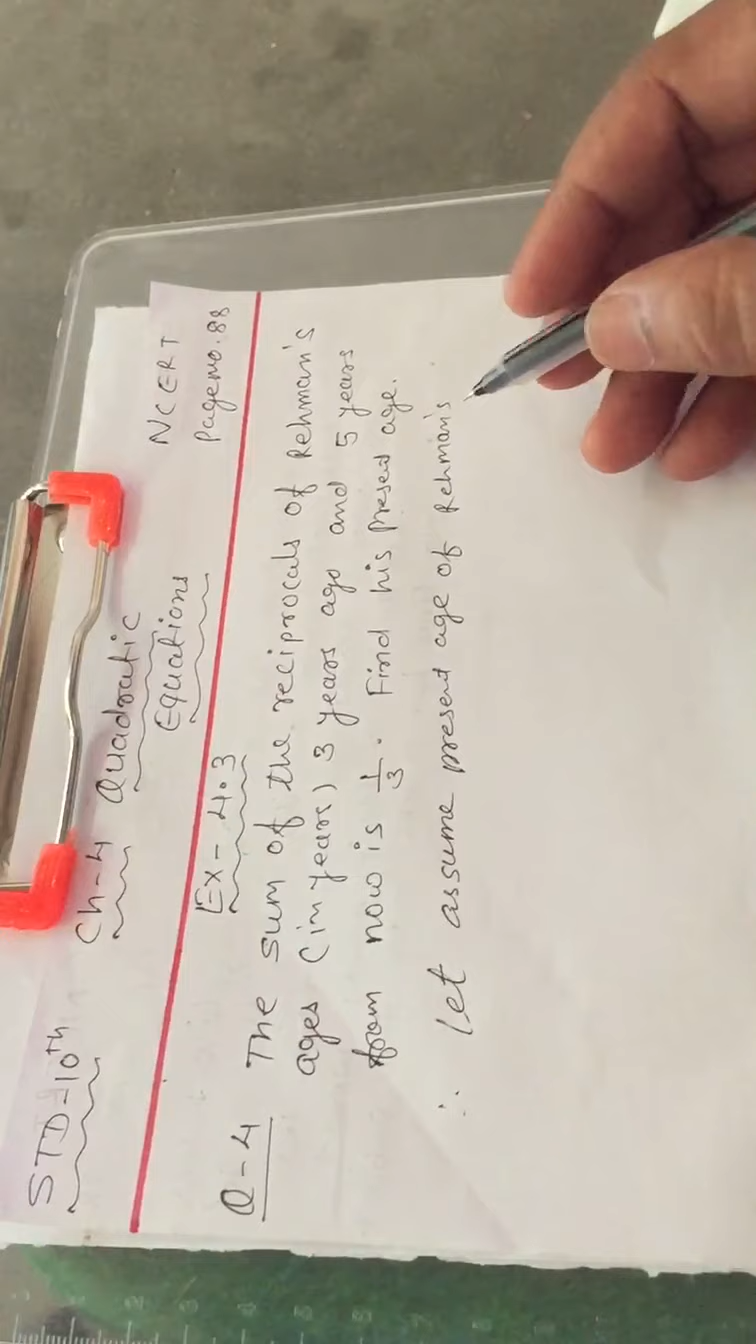 STD-10th Ch-4 Quadratic NCERT
Equations Pageno.88
Ex-4.3
Q-4 The sum of the reciprocals of Rehman's
ages (in years) 3 years ago and 5 years
from now is 1/3. Find his present age.
∴ Let assume present age of Rehman's